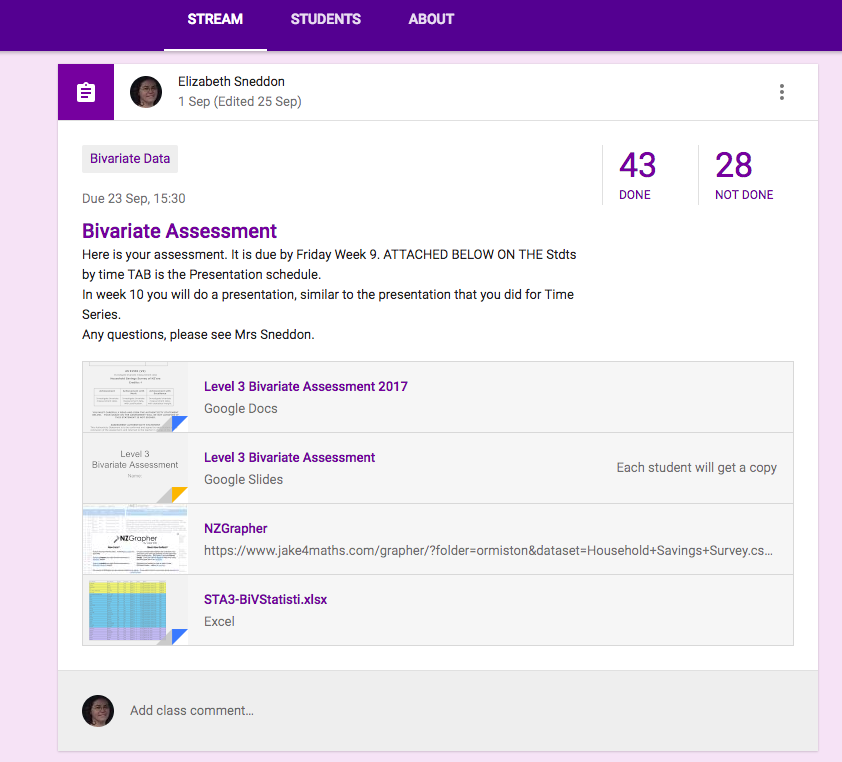 STREAM STUDENTS ABOUT
Elizabeth Sneddon
1 Sep (Edited 25 Sep)
Bivariate Data
43
DONE
28
NOT DONE
Due 23 Sep, 15:30
Bivariate Assessment
Here is your assessment. It is due by Friday Week 9. ATTACHED BELOW ON THE Stdts
by time TAB is the Presentation schedule.
In week 10 you will do a presentation, similar to the presentation that you did for Time
Series.
Any questions, please see Mrs Sneddon.
Level 3 Bivariate Assessment 2017
Google Docs
Level 3
Bivariate Assessment
Name
Level 3 Bivariate Assessment
Google Slides
Each student will get a copy
NZGrapher
NZGrapher
https://www.jake4maths.com/grapher/?folder=ormiston&dataset=Household+Savings+Survey.cs...
STA3-BiVStatisti.xlsx
Excel
Add class comment...